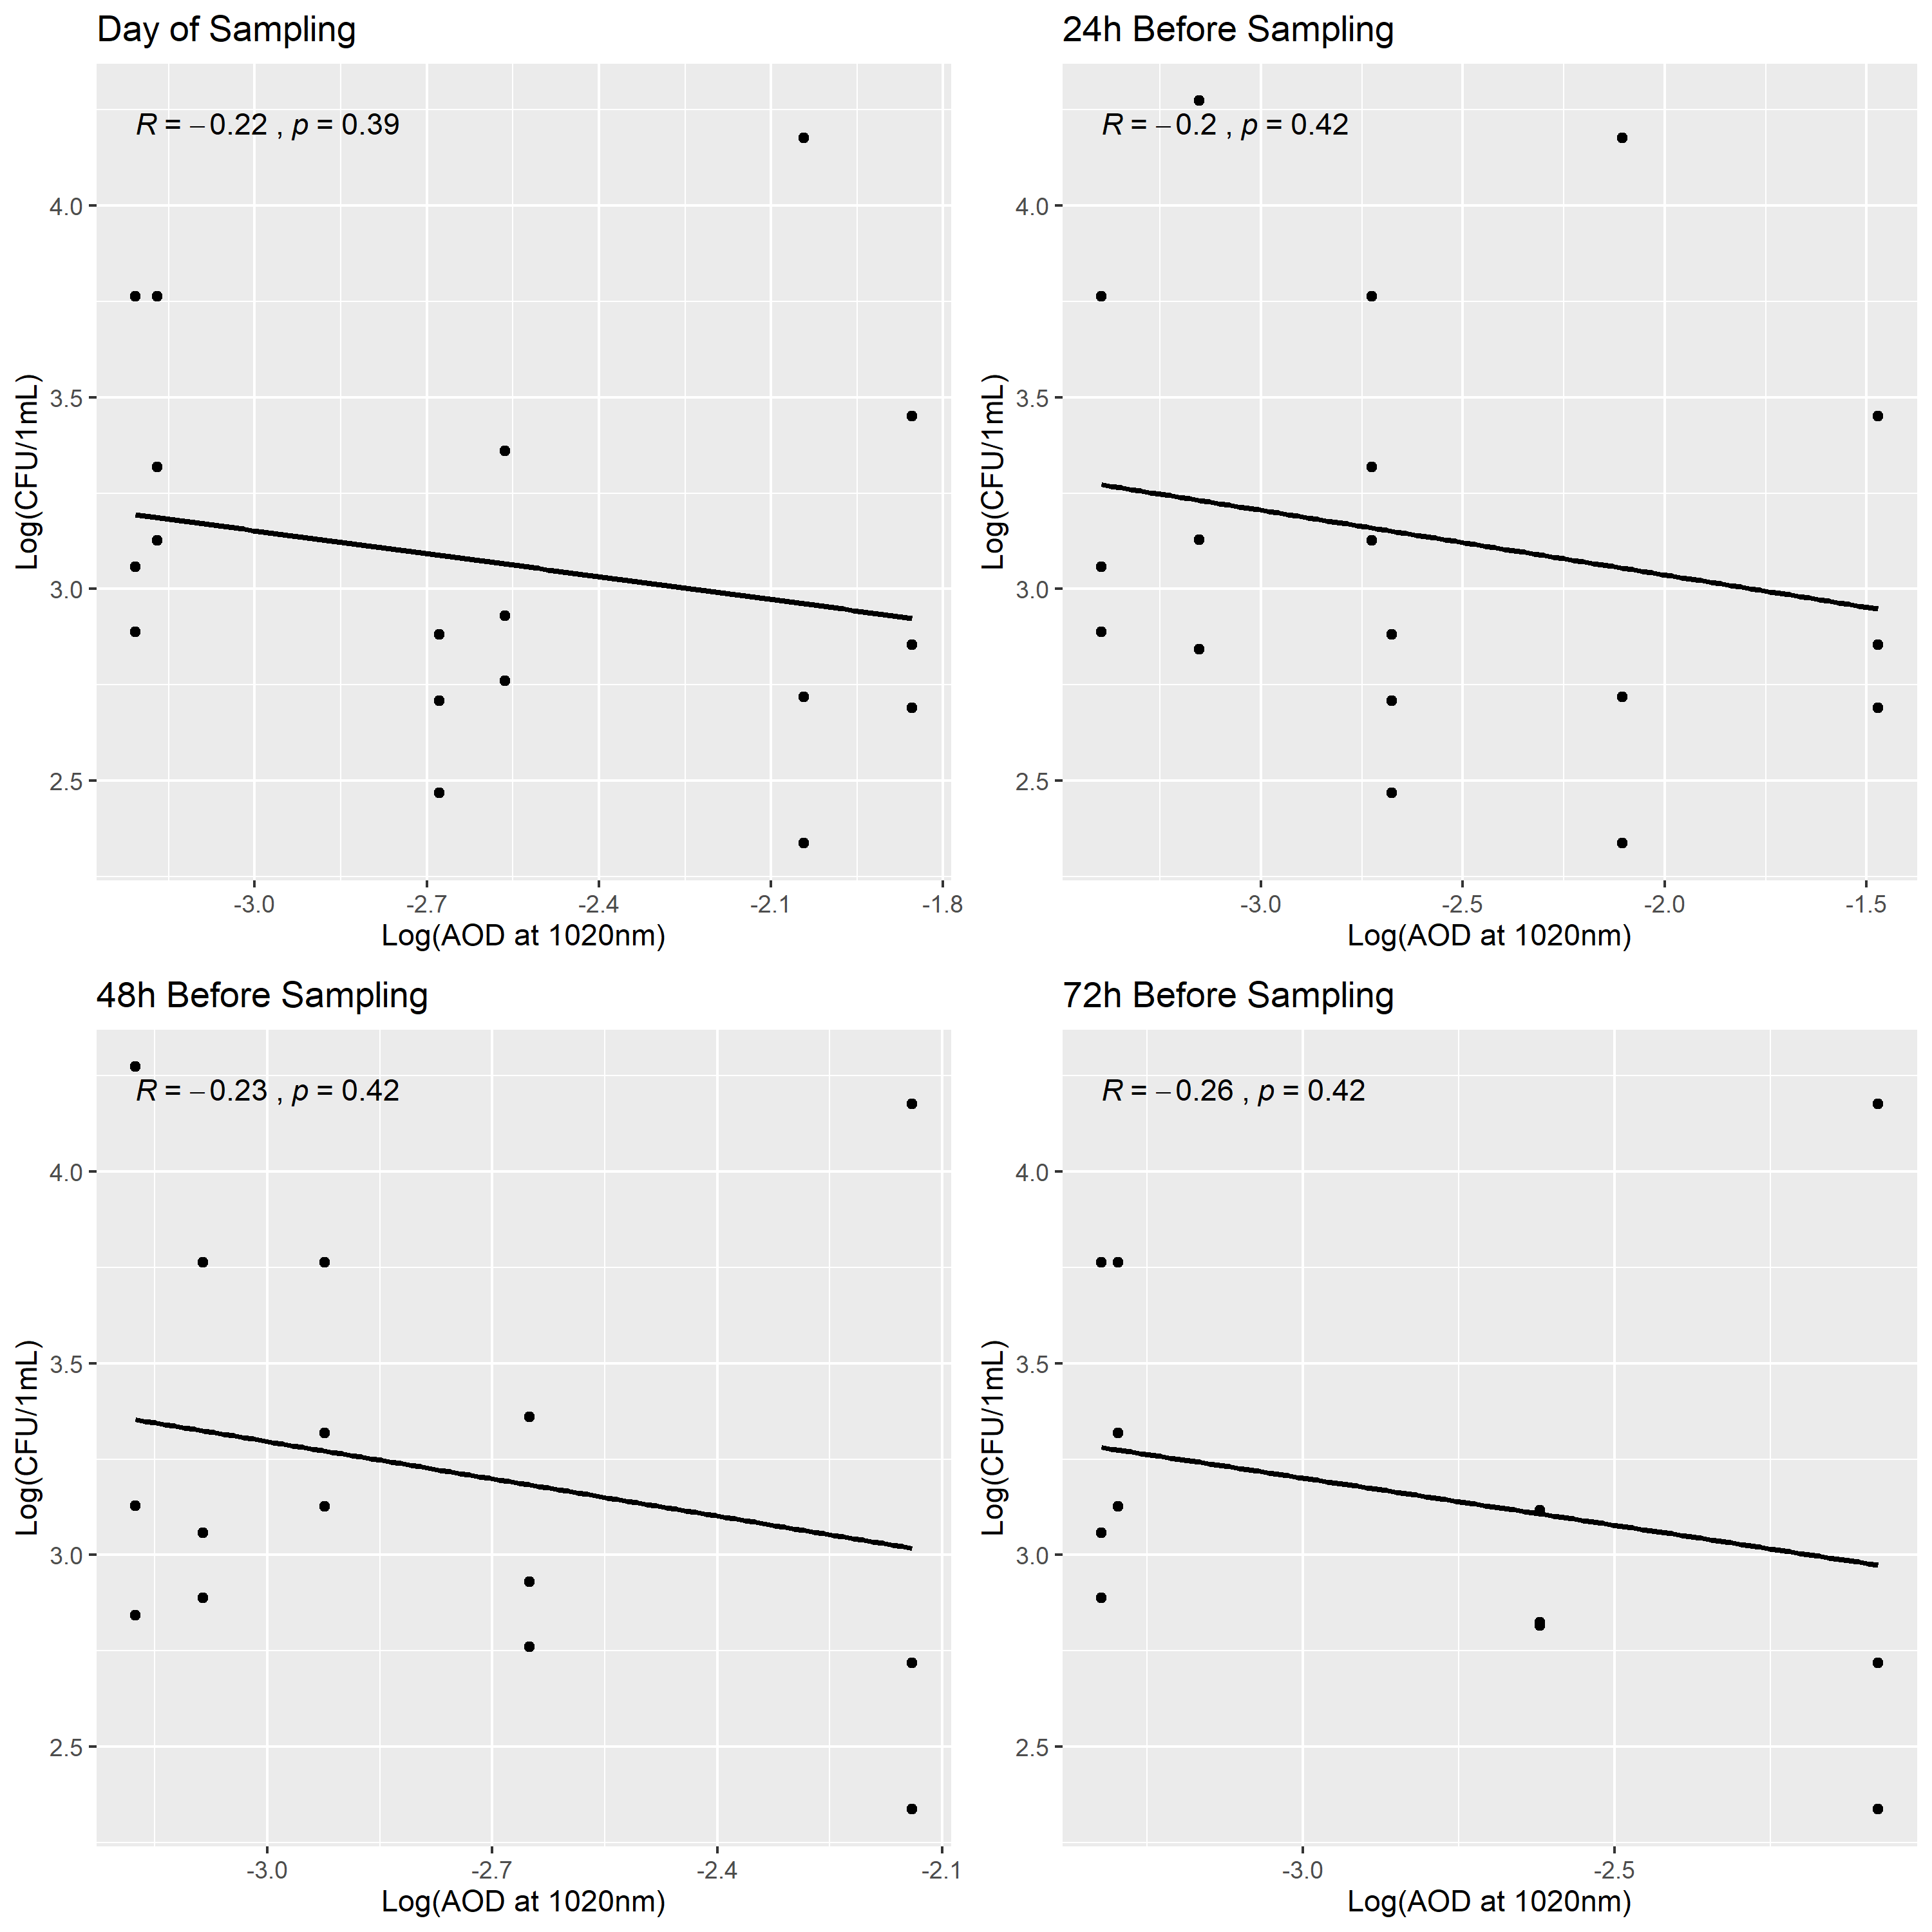 Day of Sampling
R = −0.22 , p = 0.39
4.0
3.5
3.0
2.5
Log(CFU/1mL)
-3.0 -2.7 -2.4 -2.1 -1.8
Log(AOD at 1020nm)
24h Before Sampling
R = −0.2 , p = 0.42
4.0
3.5
3.0
2.5
Log(CFU/1mL)
-3.0 -2.5 -2.0 -1.5
Log(AOD at 1020nm)
48h Before Sampling
R = −0.23 , p = 0.42
4.0
3.5
3.0
2.5
Log(CFU/1mL)
-3.0 -2.7 -2.4 -2.1
Log(AOD at 1020nm)
72h Before Sampling
R = −0.26 , p = 0.42
4.0
3.5
3.0
2.5
Log(CFU/1mL)
-3.0 -2.5
Log(AOD at 1020nm)